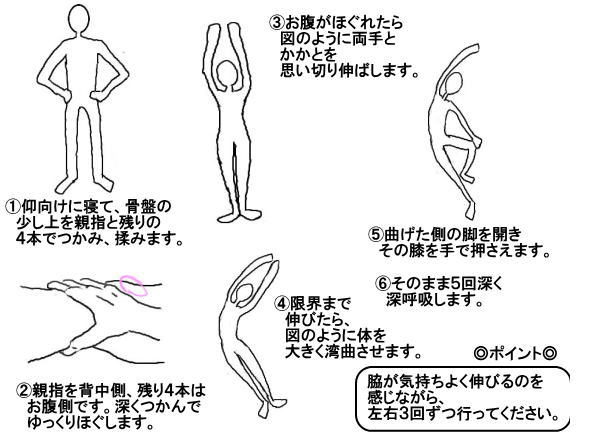 ①仰向けに寝て、骨盤の
少し上を親指と残りの
4本でつかみ、揉みます。
②親指を背中側、残り4本は
お腹側です。深くつかんで
ゆっくりほぐします。
③お腹がほぐれたら
図のように両手と
かかとを
思い切り伸ばします。
④限界まで
伸びたら、
図のように体を
大きく湾曲させます。
⑤曲げた側の脚を開き
その膝を手で押さえます。
⑥そのまま5回深く
深呼吸します。
◎ポイント◎
脇が気持ちよく伸びるのを
感じながら、
左右3回ずつ行ってください。